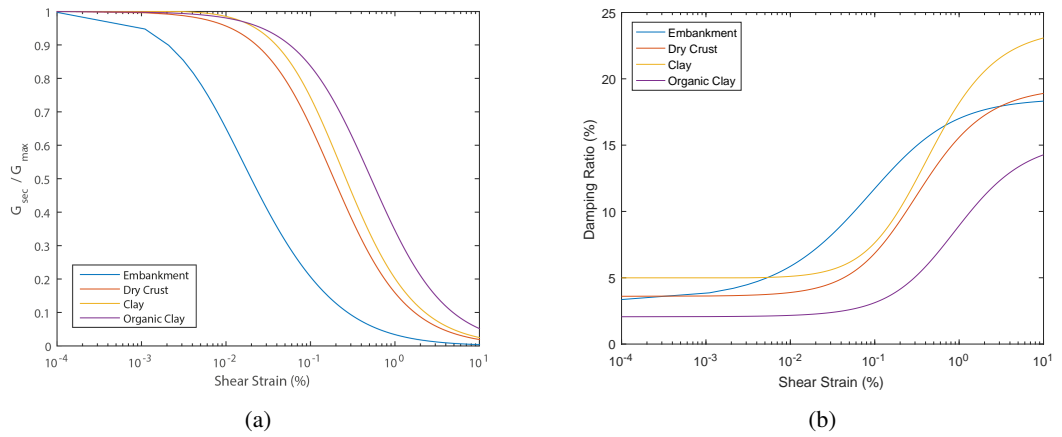 1
0.9
0.8
0.7
0.6
0.5
0.4
0.3
0.2
0.1
0
G sec / G max
Embankment
Dry Crust
Clay
Organic Clay
10-4 10-3 10-2 10-1 100 101
Shear Strain (%)
(a)
25
20
15
10
5
0
Damping Ratio (%)
Embankment
Dry Crust
Clay
Organic Clay
10-4 10-3 10-2 10-1 100 101
Shear Strain (%)
(b)